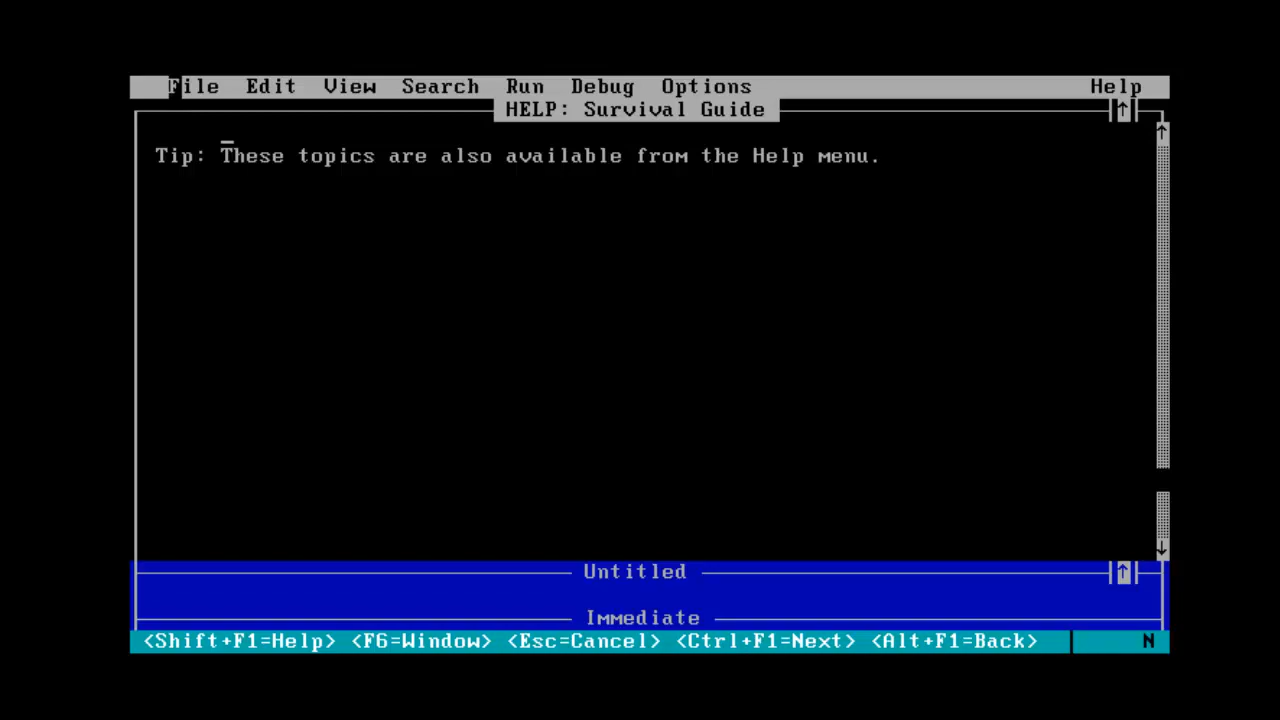 File Edit View Search Run Debug Options Help
HELP: Survival Guide ↑
↑
Tip: These topics are also available from the Help menu.
↓
Untitled ↑
Immediate
<Shift+F1=Help> <F6=Window> <Esc=Cancel> <Ctrl+F1=Next> <Alt+F1=Back> N